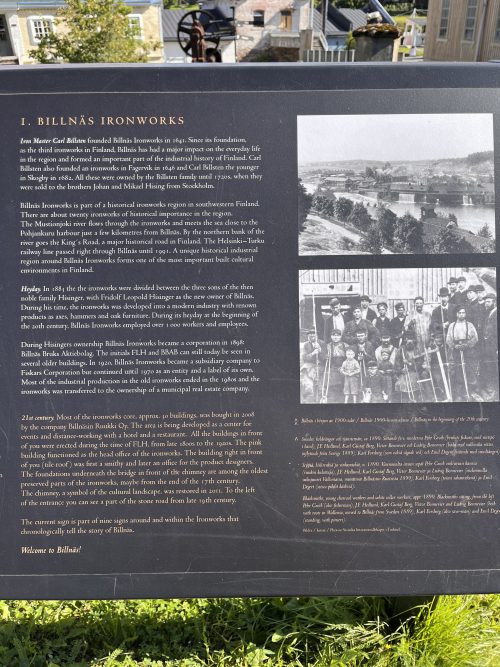 1. BILLNÄS IRONWORKS
Iron Master Carl Billsten founded Billnäs Ironworks in 1641. Since its foundation,
as the third ironworks in Finland, Billnäs has had a major impact on the everyday life
in the region and formed an important part of the industrial history of Finland. Carl
Billsten also founded an ironworks in Fagervik in 1646 and Carl Billsten the younger
in Skogby in 1682. All these were owned by the Billsten family until 1720s, when they
were sold to the brothers Johan and Mikael Hising from Stockholm.
Billnäs Ironworks is part of a historical ironworks region in southwestern Finland.
There are about twenty ironworks of historical importance in the region.
The Mustionjoki river flows through the ironworks and meets the sea close to the
Pohjankuru harbour just a few kilometres from Billnäs. By the northern bank of the
river goes the King´s Road, a major historical road in Finland. The Helsinki–Turku
railway line passed right through Billnäs until 1991. A unique historical industrial
region around Billnäs Ironworks forms one of the most important built cultural
environments in Finland.
Heyday. In 1883 the the ironworks were divided between the three sons of the then
noble family Hisinger, with Fridolf Leopold Hisinger as the new owner of Billnäs.
During his time, the ironworks was developed into a modern industry with renown
products as axes, hammers and oak furniture. During its heyday at the beginning of
the 20th century, Billnäs Ironworks employed over 1 000 workers and employees.
During Hisingers ownership Billnäs Ironworks became a corporation in 1898:
Billnäs Bruks Aktiebolag. The initials FLH and BBAB can still today be seen in
several older buildings. In 1920, Billnäs Ironworks became a subsidiary company to
Fiskars Corporation but continued until 1970 as an entity and a label of its own.
Most of the industrial production in the old ironworks ended in the 1980s and the
ironworks was transferred to the ownership of a municipal real estate company.
21st century. Most of the ironworks core, approx. 30 buildings, was bought in 2008
by the company Billnäsin Ruukki Oy. The area is being developed as a center for
events and distance-working with a hotel and a restaurant. All the buildings in front
of you were erected during the time of FLH, from late 1800s to 1920s. The pink
building functioned as the head office of the ironworks. The building right in front
of you (tile roof) was first a smithy and later an office for the product designers.
The foundations underneath the bridge in front of the chimney are among the oldest
preserved parts of the ironworks, maybe from the end of the 17th century.
The chimney, a symbol of the cultural landscape, was restored in 2011. To the left
of the entrance you can see a part of the stone road from late 19th century.
The current sign is part of nine signs around and within the Ironworks that
chronologically tell the story of Billnäs.
Welcome to Billnäs!